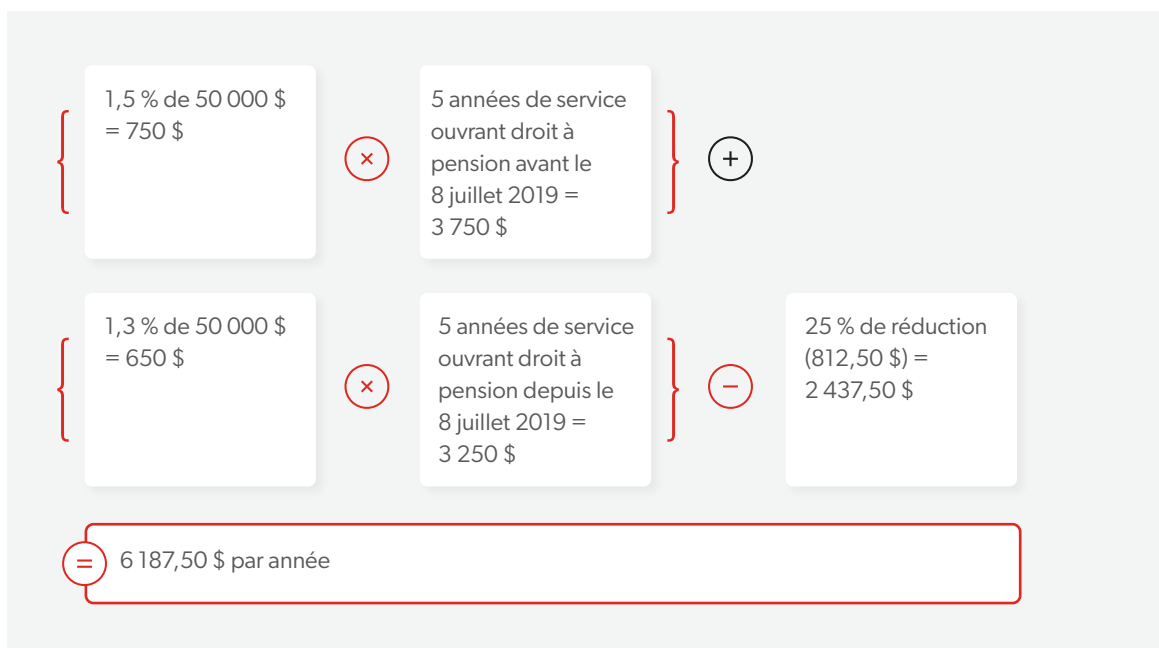 1,5 % de 50 000 $
= 750 $
×
5 années de service
ouvrant droit à
pension avant le
8 juillet 2019 =
3 750 $
+
1,3 % de 50 000 $
= 650 $
×
5 années de service
ouvrant droit à
pension depuis le
8 juillet 2019 =
3 250 $
−
25 % de réduction
(812,50 $) =
2 437,50 $
=
6 187,50 $ par année